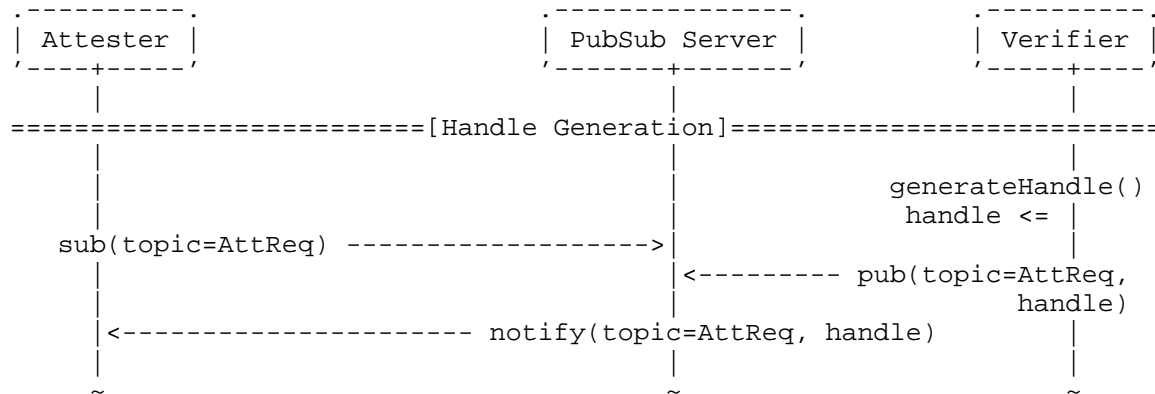 .----------.                      .---------------.          .----------.
| Attester |                      | PubSub Server |          | Verifier |
'----+-----'                      '-------+-------'          '-----+----'
     |                                    |                        |
==========================[Handle Generation]===========================
     |                                    |                        |
     |                                    |             generateHandle()
     |                                    |              handle <= |
  sub(topic=AttReq) ------------------->|                        |
     |                                    |<--------- pub(topic=AttReq,
     |                                    |                     handle)
     |<---------------------- notify(topic=AttReq, handle)         |
     |                                    |                        |
     ~                                    ~                        ~